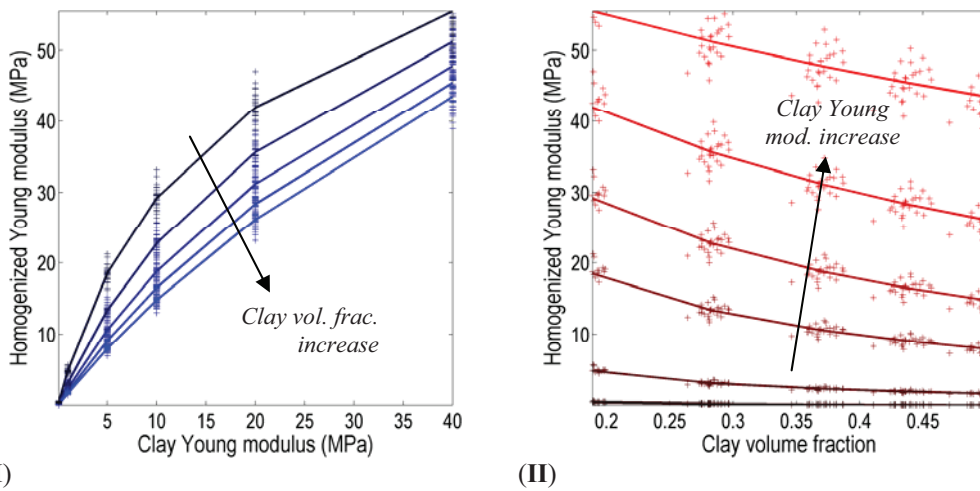 Homogenized Young modulus (MPa)
50
40
30
20
10
5 10 15 20 25 30 35 40
Clay Young modulus (MPa)
Clay vol. frac.
increase
)
Homogenized Young modulus (MPa)
50
40
30
20
10
0.2 0.25 0.3 0.35 0.4 0.45
Clay volume fraction
Clay Young
mod. increase
(II)